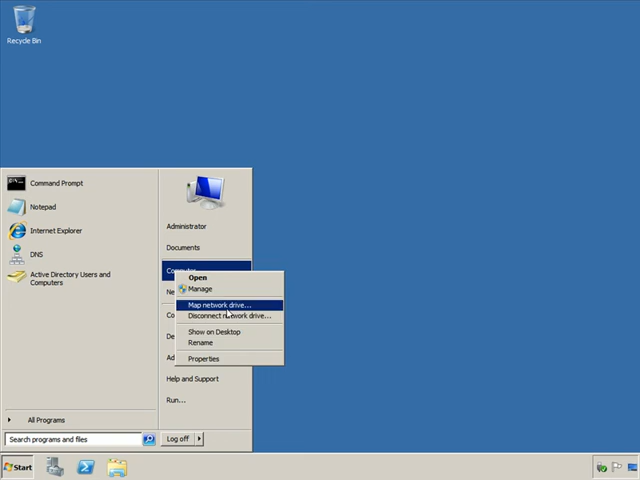 Recycle Bin
Command Prompt
Notepad
Internet Explorer
DNS
Active Directory Users and
Computers
All Programs
Search programs and files
Administrator
Documents
Computer
Open
Manage
Map network drive...
Disconnect network drive...
Show on Desktop
Rename
Properties
Help and Support
Run...
Log off
Start